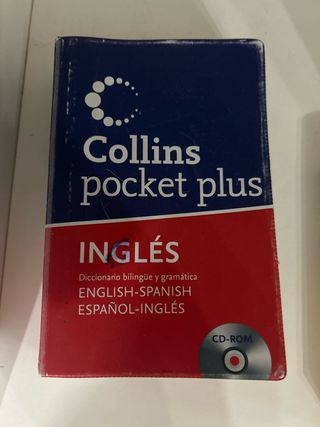 Collins
pocket plus
INGLÉS
Diccionario bilingüe y gramática
ENGLISH-SPANISH
ESPAÑOL-INGLÉS
CD-ROM